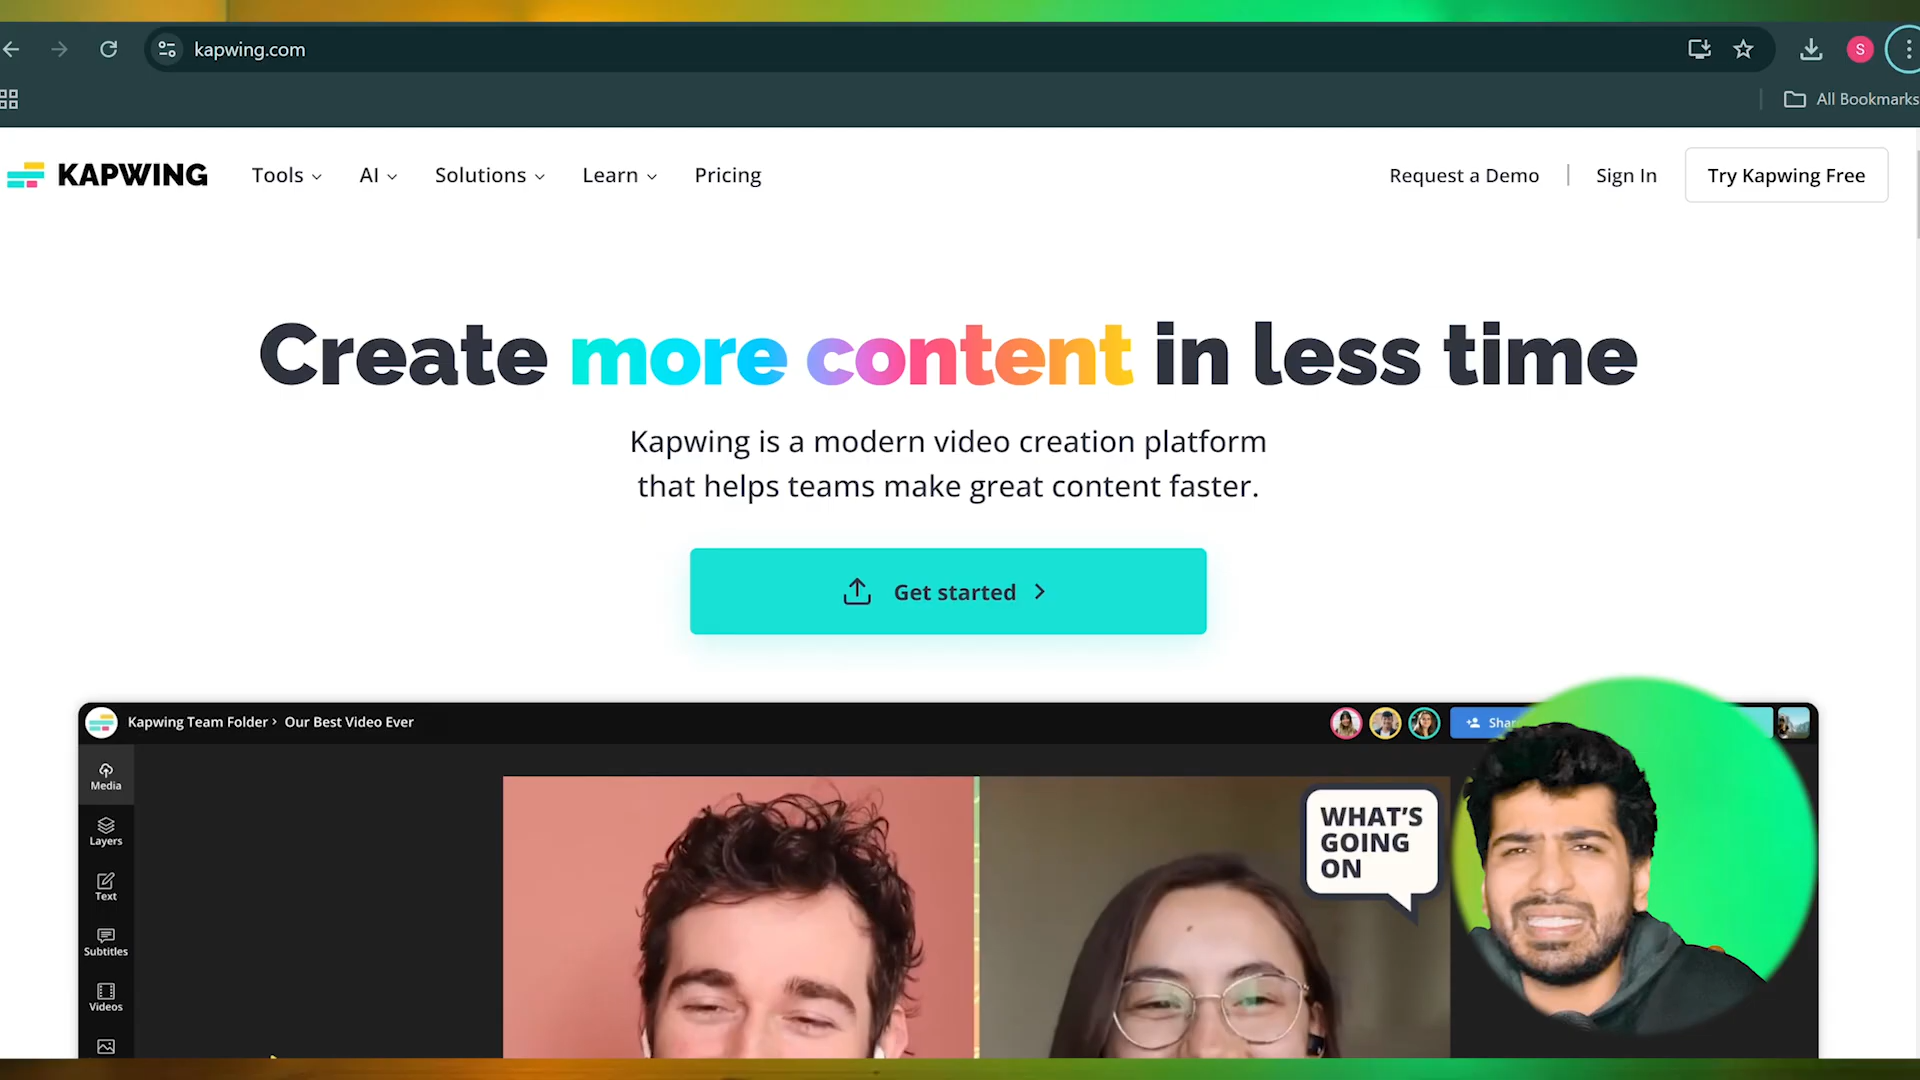 kapwing.com
S
All Bookmarks
KAPWING
Tools
AI
Solutions
Learn
Pricing
Request a Demo
Sign In
Try Kapwing Free
Create more content in less time
Kapwing is a modern video creation platform
that helps teams make great content faster.
Get started
Kapwing Team Folder › Our Best Video Ever
Media
Layers
Text
Subtitles
Videos
WHAT'S
GOING
ON